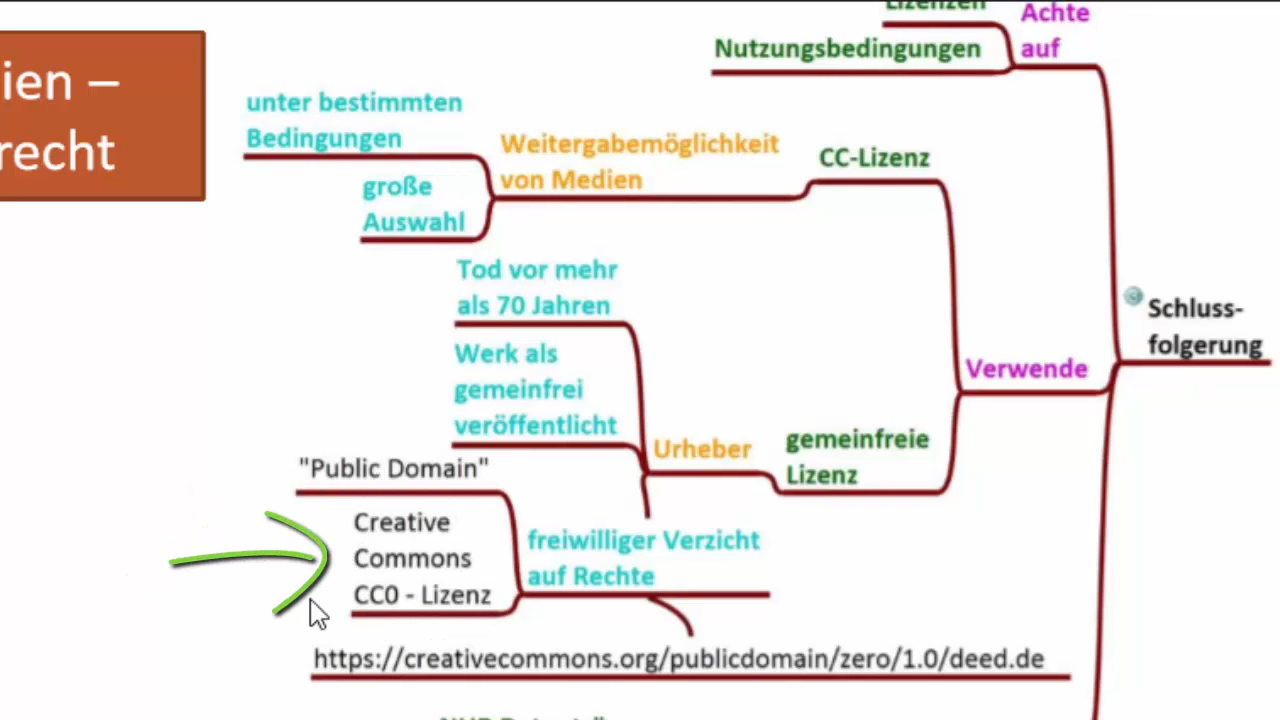 Lizenzen
Achte
auf
Nutzungsbedingungen
ien –
recht
unter bestimmten
Bedingungen
Weitergabemöglichkeit
von Medien
CC-Lizenz
große
Auswahl
Tod vor mehr
als 70 Jahren
Schluss-
folgerung
Werk als
gemeinfrei
veröffentlicht
Verwende
Urheber
gemeinfreie
Lizenz
"Public Domain"
Creative
Commons
CC0 - Lizenz
freiwilliger Verzicht
auf Rechte
https://creativecommons.org/publicdomain/zero/1.0/deed.de